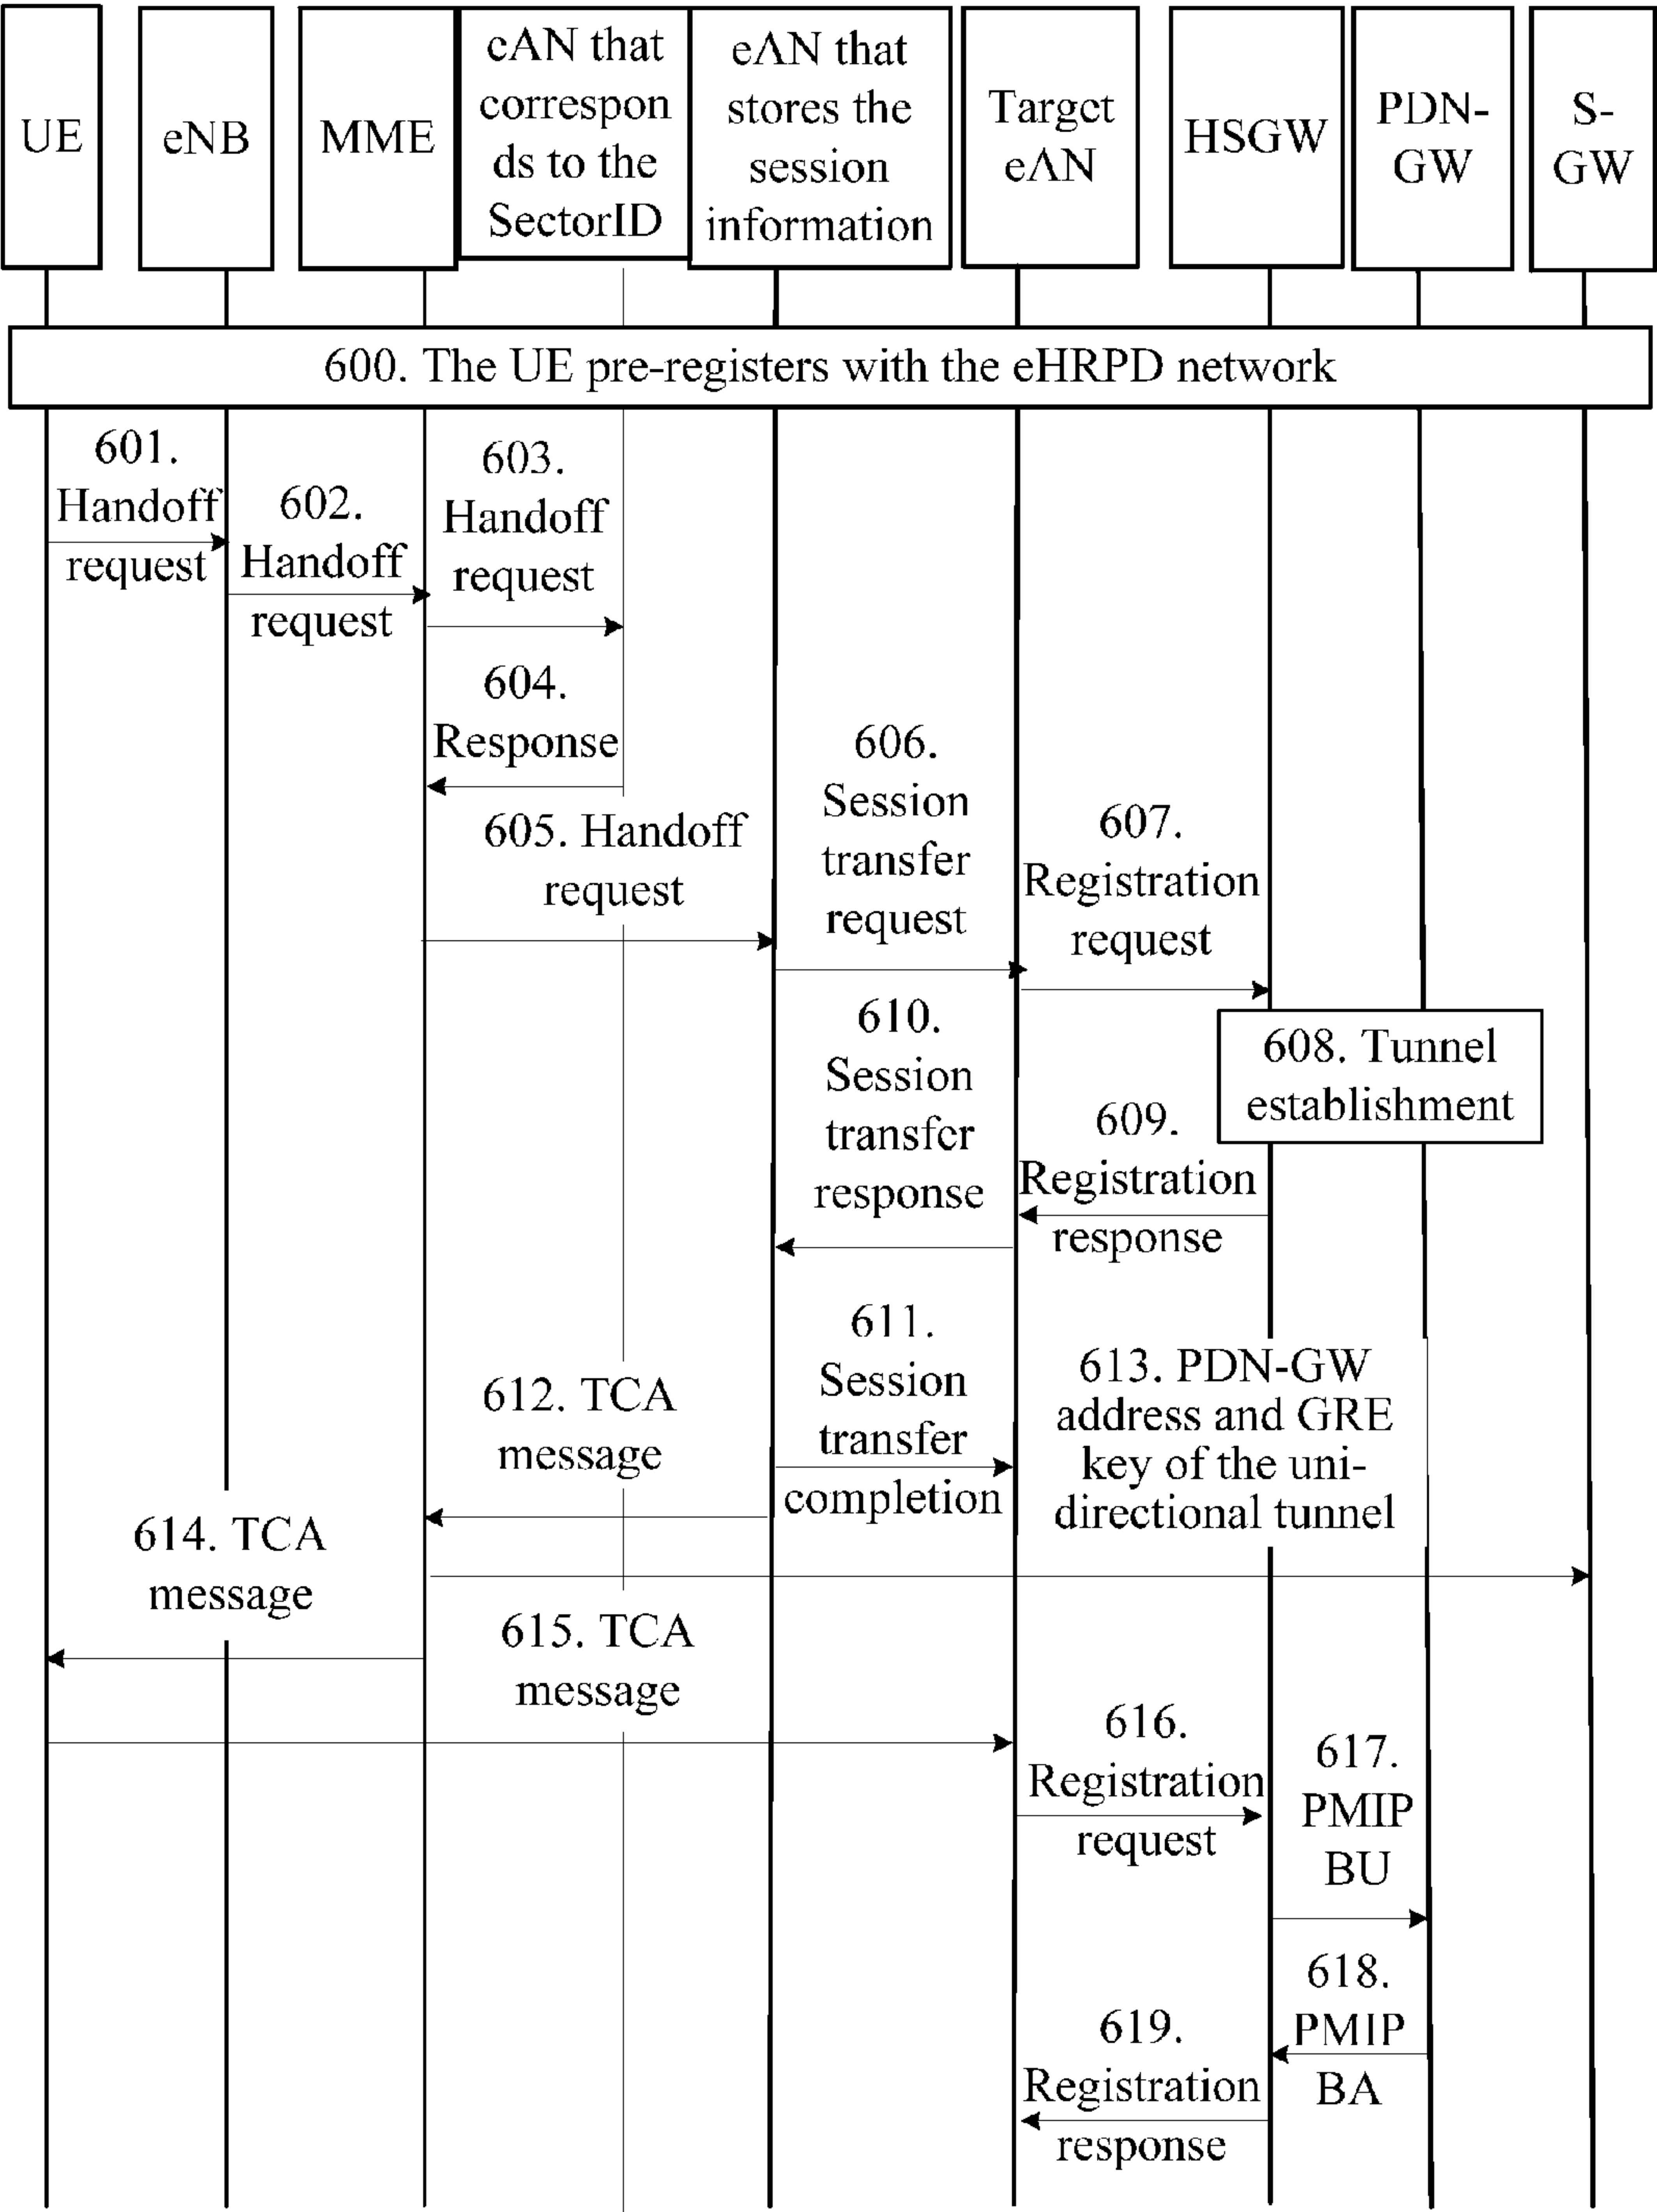 UE
eNB
MME
eAN that
correspon
ds to the
SectorID
eAN that
stores the
session
information
Target
eAN
HSGW
PDN-
GW
S-
GW
600. The UE pre-registers with the eHRPD network
601.
Handoff
request
602.
Handoff
request
603.
Handoff
request
604.
Response
605. Handoff
request
606.
Session
transfer
request
607.
Registration
request
608. Tunnel
establishment
609.
Registration
response
610.
Session
transfer
response
611.
Session
transfer
completion
612. TCA
message
613. PDN-GW
address and GRE
key of the uni-
directional tunnel
614. TCA
message
615. TCA
message
616.
Registration
request
617.
PMIP
BU
618.
PMIP
BA
619.
Registration
response